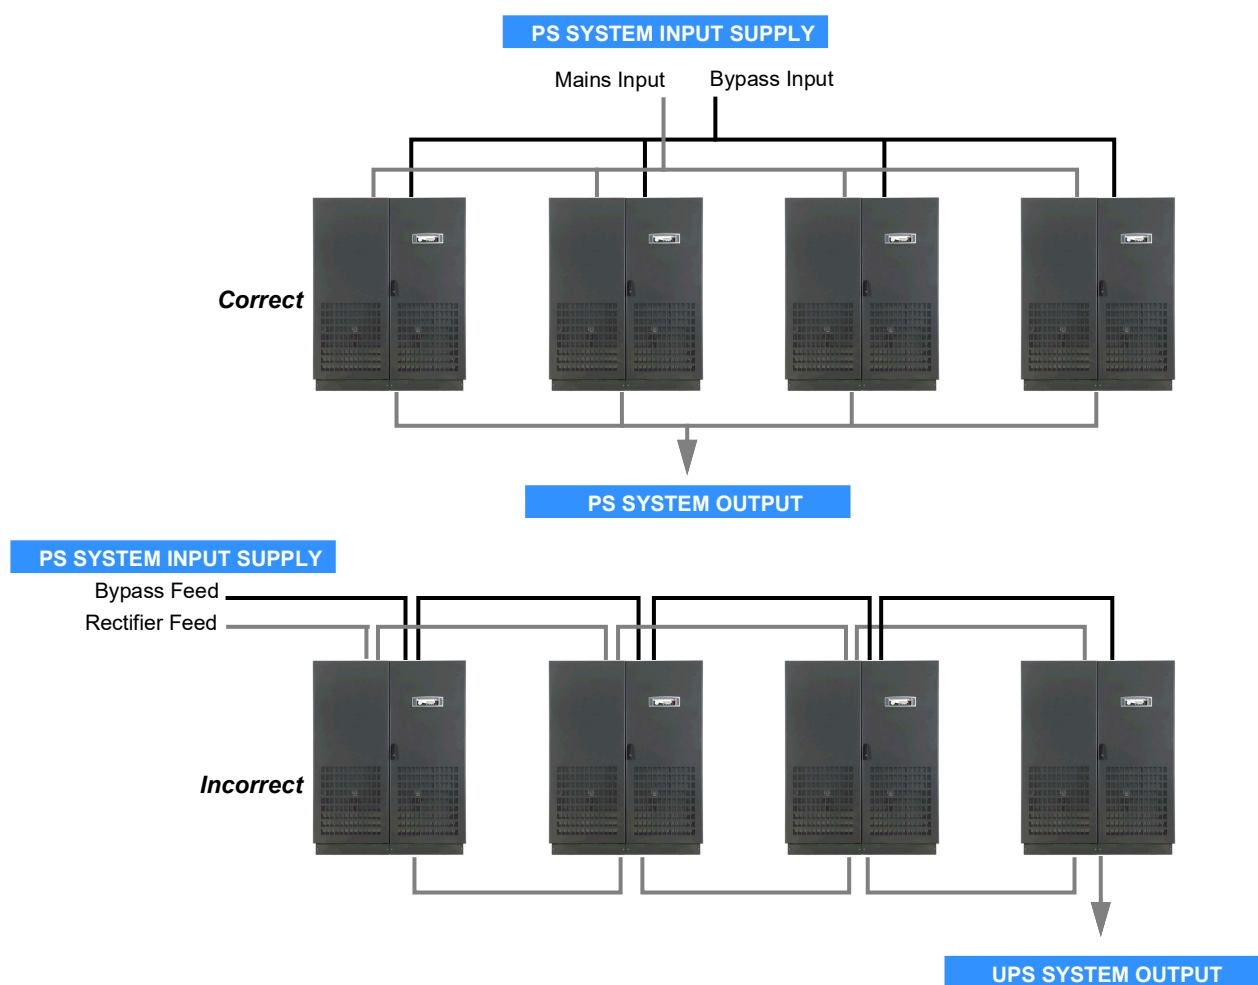 PS SYSTEM INPUT SUPPLY
Mains Input
Bypass Input
Correct
PS SYSTEM OUTPUT
PS SYSTEM INPUT SUPPLY
Bypass Feed
Rectifier Feed
Incorrect
UPS SYSTEM OUTPUT